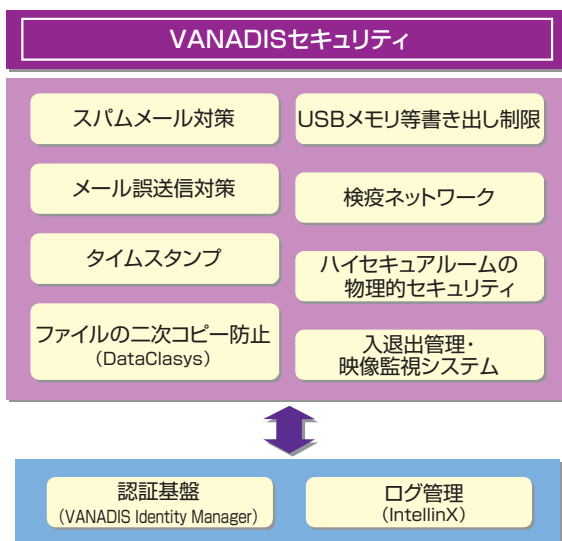 VANADISセキュリティ
スパムメール対策
USBメモリ等書き出し制限
メール誤送信対策
検疫ネットワーク
タイムスタンプ
ハイセキュアルームの
物理的セキュリティ
ファイルの二次コピー防止
（DataClasys）
入退出管理・
映像監視システム
認証基盤
（VANADIS Identity Manager）
ログ管理
（IntellinX）